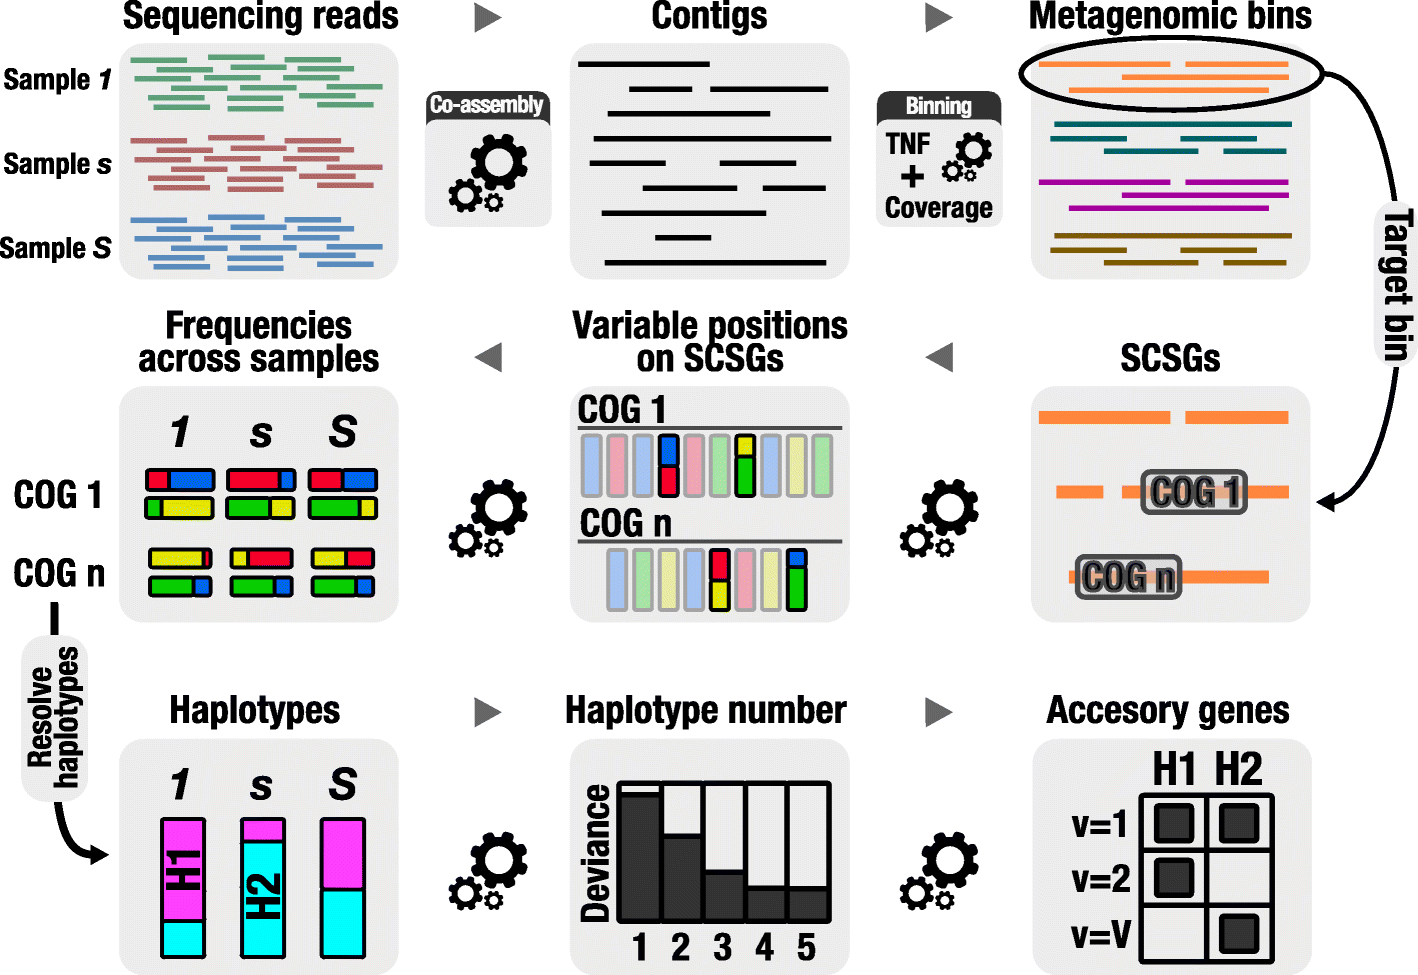 Sequencing reads
Contigs
Metagenomic bins
Sample 1
Sample s
Sample S
Co-assembly
Binning
TNF
+
Coverage
Target bin
Frequencies
across samples
Variable positions
on SCSGs
SCSGs
1 s S
COG 1
COG n
COG 1
COG n
COG 1
COG n
Resolve
haplotypes
Haplotypes
Haplotype number
Accesory genes
1 s S
H1
H2
Deviance
1 2 3 4 5
H1 H2
v=1
v=2
v=V